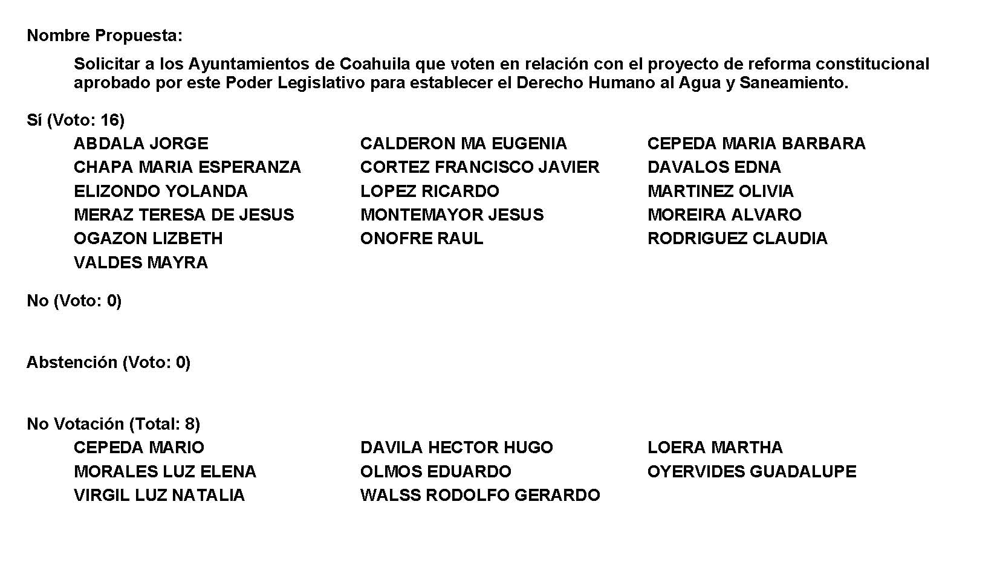 Nombre Propuesta:
Solicitar a los Ayuntamientos de Coahuila que voten en relación con el proyecto de reforma constitucional
aprobado por este Poder Legislativo para establecer el Derecho Humano al Agua y Saneamiento.
Sí (Voto: 16)
ABDALA JORGE CALDERON MA EUGENIA CEPEDA MARIA BARBARA
CHAPA MARIA ESPERANZA CORTEZ FRANCISCO JAVIER DAVALOS EDNA
ELIZONDO YOLANDA LOPEZ RICARDO MARTINEZ OLIVIA
MERAZ TERESA DE JESUS MONTEMAYOR JESUS MOREIRA ALVARO
OGAZON LIZBETH ONOFRE RAUL RODRIGUEZ CLAUDIA
VALDES MAYRA
No (Voto: 0)
Abstención (Voto: 0)
No Votación (Total: 8)
CEPEDA MARIO DAVILA HECTOR HUGO LOERA MARTHA
MORALES LUZ ELENA OLMOS EDUARDO OYERVIDES GUADALUPE
VIRGIL LUZ NATALIA WALSS RODOLFO GERARDO